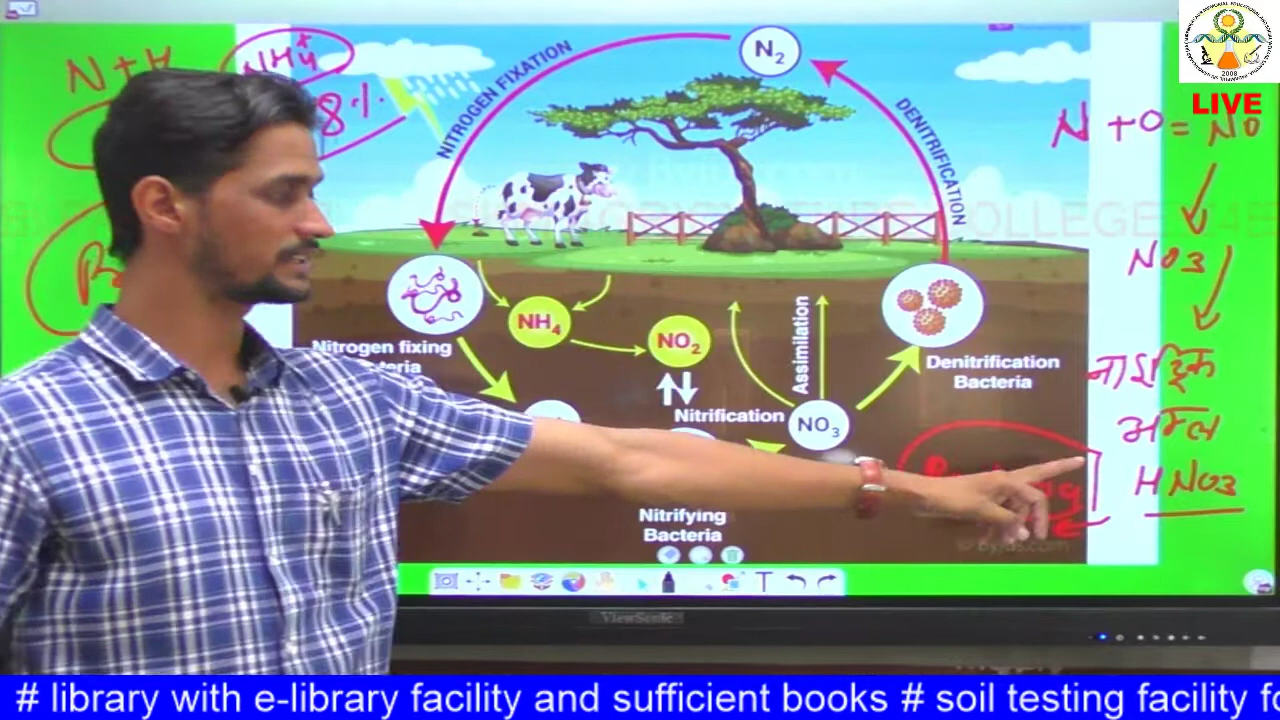 N + H
NH4+
8%
N + O = NO
NO3
नाइट्रिक
अम्ल
HNO3
LIVE
2008
N2
NITROGEN FIXATION
DENITRIFICATION
NH4
NO2
Nitrogen fixing
Assimilation
Denitrification
Bacteria
Nitrification
NO3
Nitrifying
Bacteria
ViewSonic
# library with e-library facility and sufficient books # soil testing facility fo